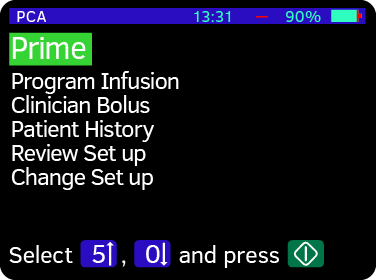 PCA 13:31 90%
Prime
Program Infusion
Clinician Bolus
Patient History
Review Set up
Change Set up
Select 5↑, 0↓ and press